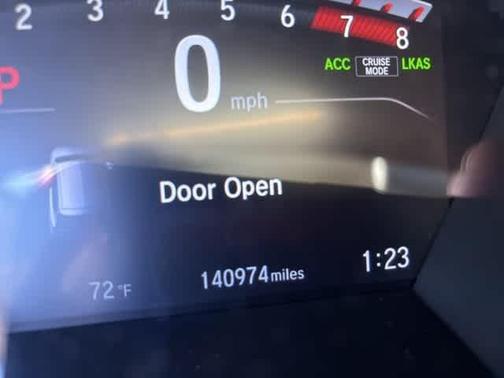 2 3 4 5 6 7 8
ACC CRUISE MODE LKAS
P
0 mph
Door Open
72°F 140974 miles 1:23